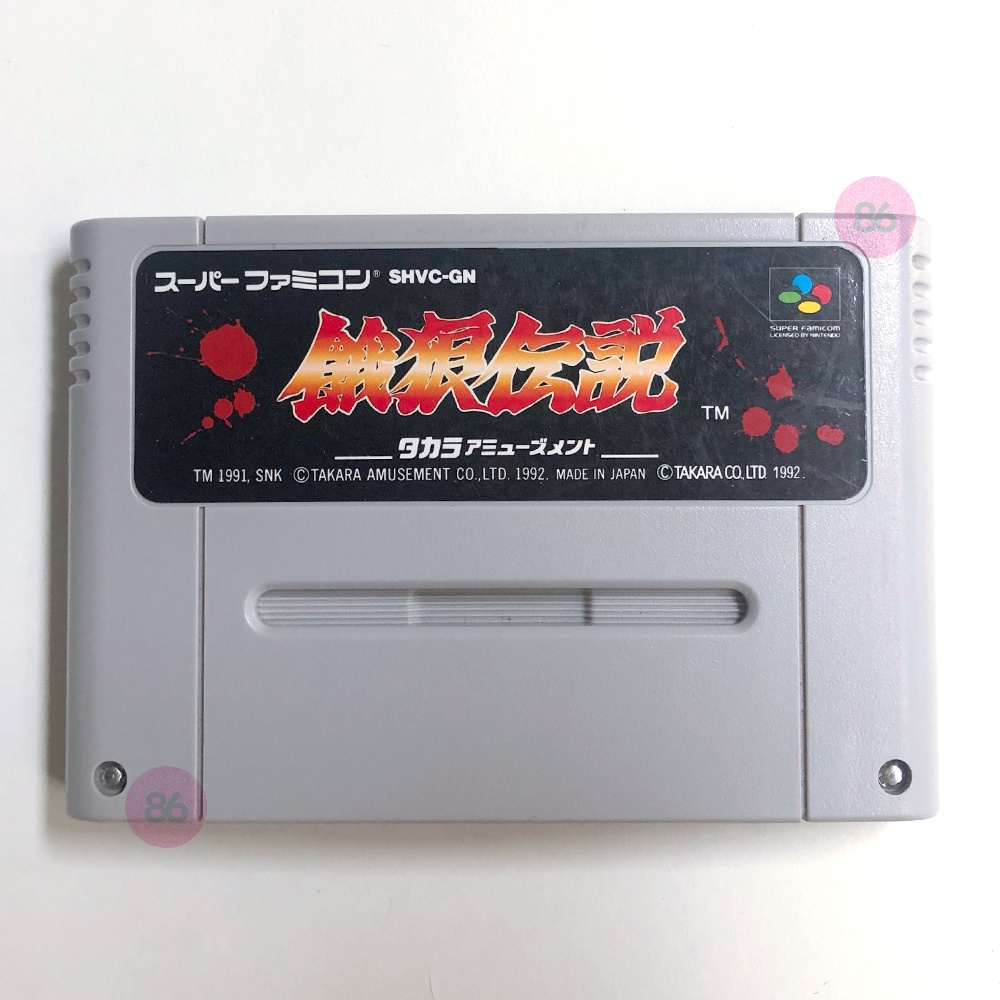 86
スーパーファミコン® SHVC-GN
SUPER FAMICOM
LICENSED BY NINTENDO
餓狼伝説
TM
タカラアミューズメント
TM 1991, SNK ©TAKARA AMUSEMENT CO.,LTD. 1992. MADE IN JAPAN ©TAKARA CO.,LTD. 1992.
86